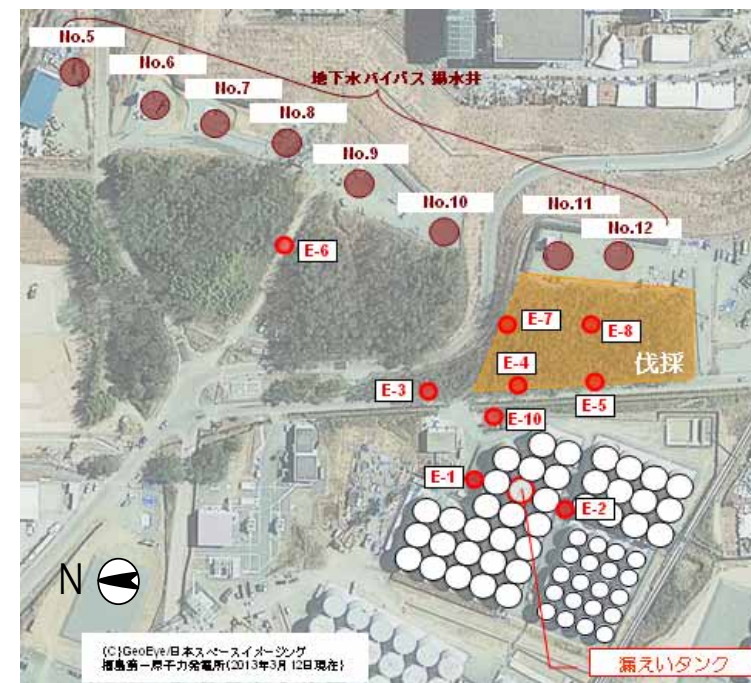 No.5
No.6
No.7
地下水バイパス 揚水井
No.8
No.9
No.10
No.11
No.12
E-6
E-7
E-8
伐採
E-4
E-3
E-5
E-10
E-1
E-2
N
(C)GeoEye/日本スペースイメージング
福島第一原子力発電所(2013年3月12日現在)
漏えいタンク